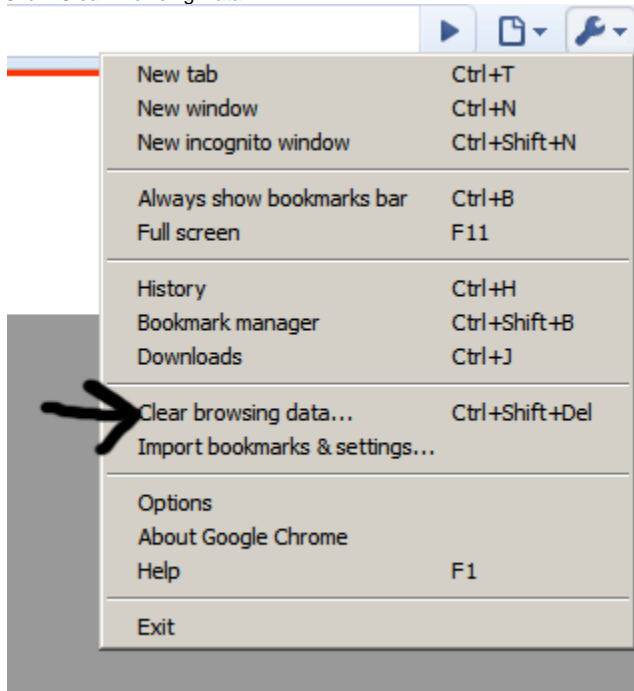 New tab Ctrl+T
New window Ctrl+N
New incognito window Ctrl+Shift+N
Always show bookmarks bar Ctrl+B
Full screen F11
History Ctrl+H
Bookmark manager Ctrl+Shift+B
Downloads Ctrl+J
Clear browsing data... Ctrl+Shift+Del
Import bookmarks & settings...
Options
About Google Chrome
Help F1
Exit